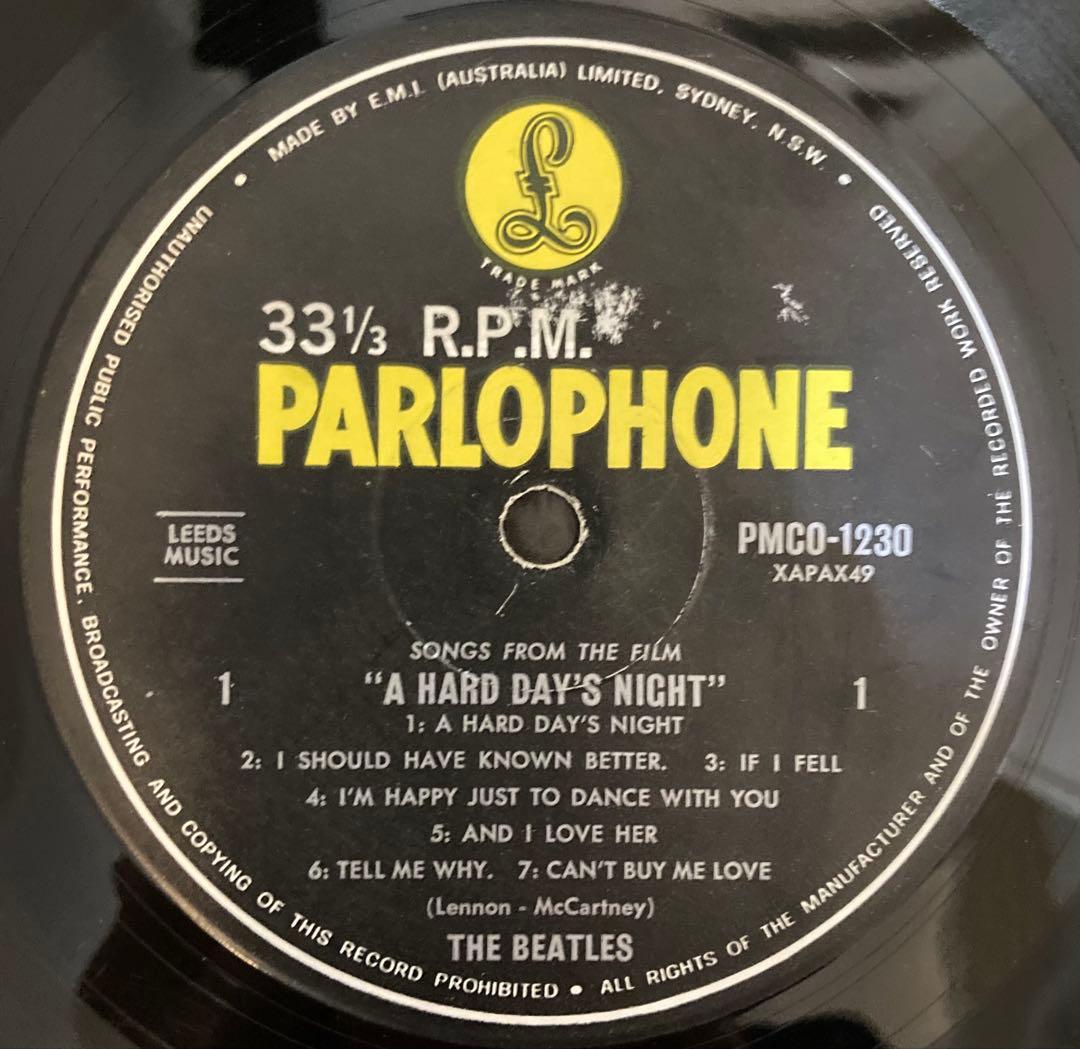 MADE BY E.M.I. (AUSTRALIA) LIMITED, SYDNEY, N.S.W.
£
TRADE MARK
33⅓ R.P.M.
PARLOPHONE
LEEDS
MUSIC
PMCO-1230
XAPAX49
SONGS FROM THE FILM
1 "A HARD DAY'S NIGHT" 1
1: A HARD DAY'S NIGHT
2: I SHOULD HAVE KNOWN BETTER. 3: IF I FELL
4: I'M HAPPY JUST TO DANCE WITH YOU
5: AND I LOVE HER
6: TELL ME WHY. 7: CAN'T BUY ME LOVE
(Lennon - McCartney)
THE BEATLES
UNAUTHORISED PUBLIC PERFORMANCE, BROADCASTING AND COPYING OF THIS RECORD PROHIBITED • ALL RIGHTS OF THE MANUFACTURER AND OF THE OWNER OF THE RECORDED WORK RESERVED